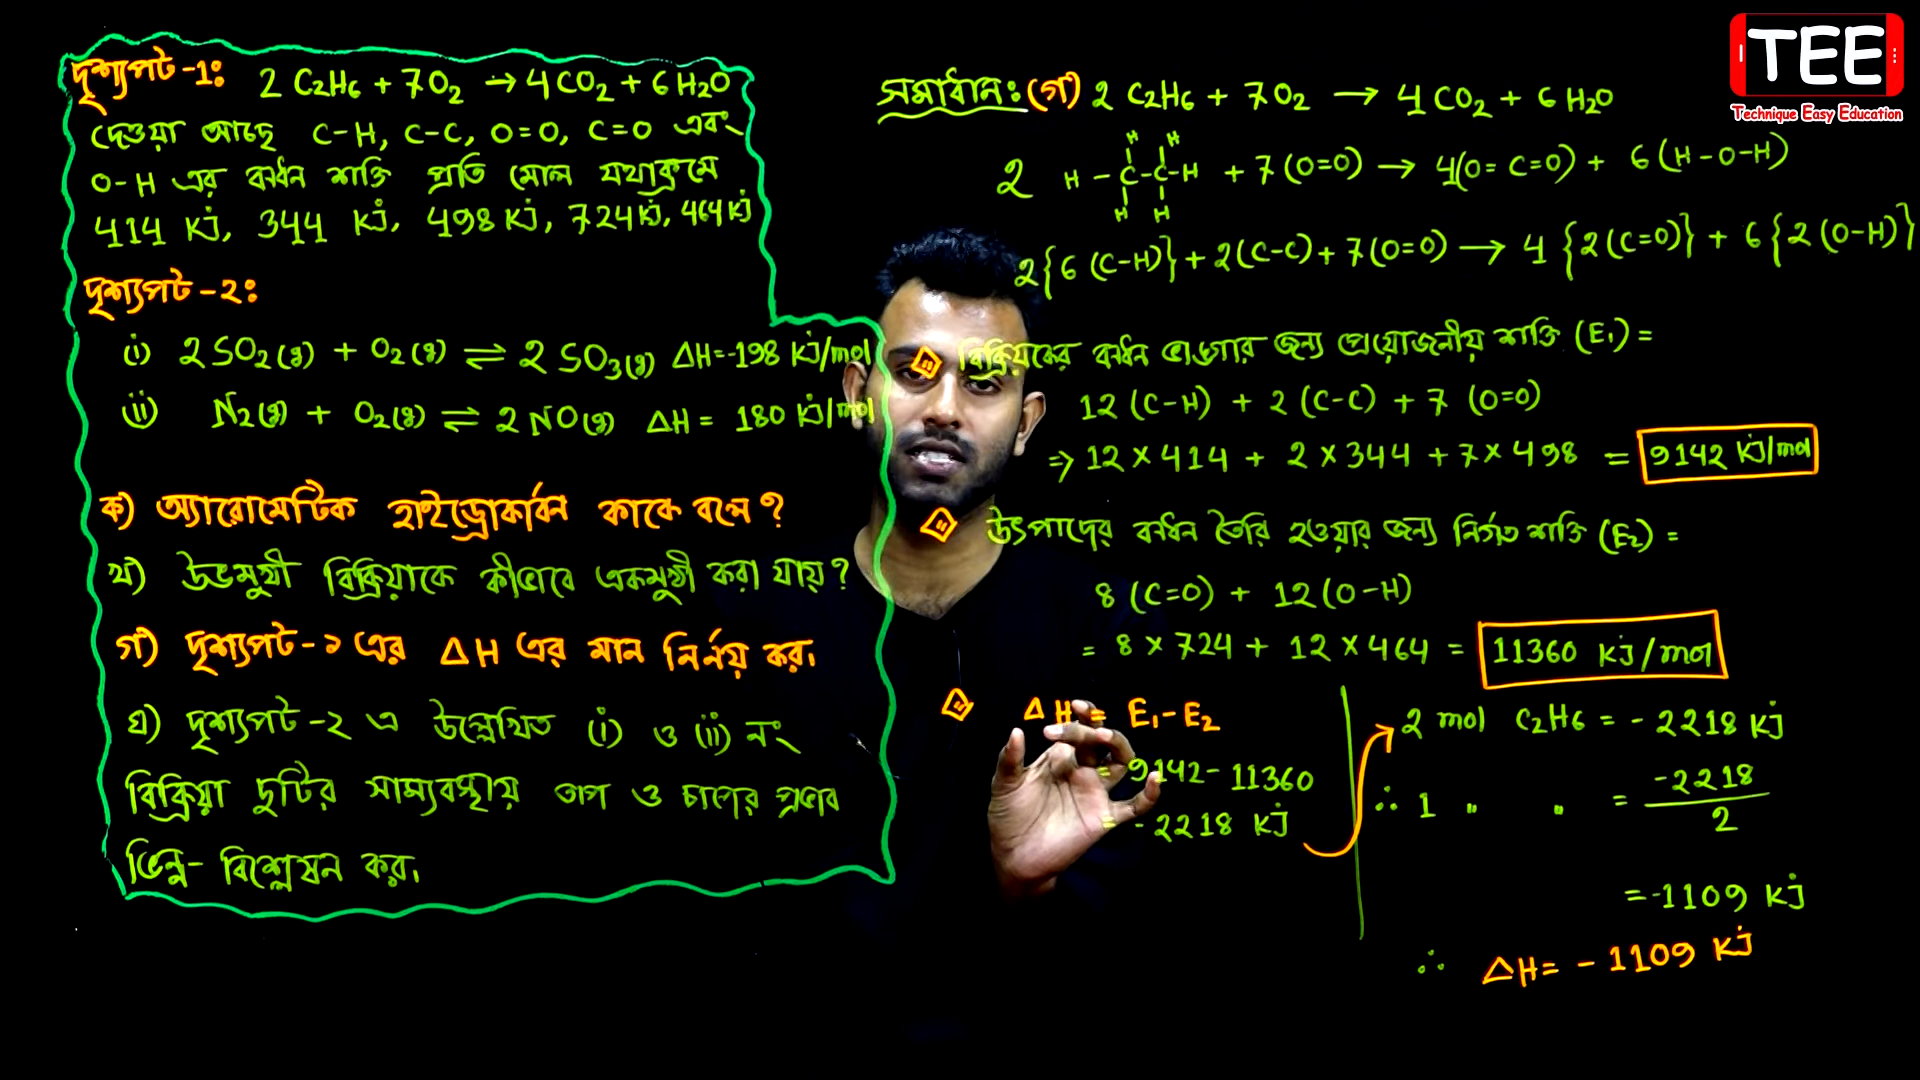 দৃশ্যপট-1: 2 C₂H₆ + 7O₂ → 4CO₂ + 6H₂O
দেওয়া আছে C-H, C-C, O=O, C=O এবং
O-H এর বন্ধন শক্তি প্রতি মোল যথাক্রমে
414 KJ, 344 KJ, 498 KJ, 724 KJ, 464 KJ
দৃশ্যপট-২:
(i) 2SO₂(g) + O₂(g) ⇌ 2SO₃(g) ΔH=-198 KJ/mol
(ii) N₂(g) + O₂(g) ⇌ 2NO(g) ΔH = 180 KJ/mol
ক) অ্যারোমেটিক হাইড্রোকার্বন কাকে বলে?
খ) উভমুখী বিক্রিয়াকে কীভাবে একমুখী করা যায়?
গ) দৃশ্যপট-১ এর ΔH এর মান নির্নয় কর।
ঘ) দৃশ্যপট-২ এ উল্লেখিত (i) ও (ii) নং
বিক্রিয়া দুটির সাম্যবস্থায় তাপ ও চাপের প্রভাব
ভিন্ন- বিশ্লেষন কর।
TEE
Technique Easy Education
সমাধান: (গ) 2 C₂H₆ + 7O₂ → 4CO₂ + 6H₂O
H H
2 H-C-C-H + 7(O=O) → 4(O=C=O) + 6(H-O-H)
H H
2{6(C-H)} + 2(C-C) + 7(O=O) → 4{2(C=O)} + 6{2(O-H)}
বিক্রিয়কের বন্ধন ভাঙ্গার জন্য প্রেয়োজনীয় শক্তি (E₁) =
12(C-H) + 2(C-C) + 7(O=O)
⇒ 12×414 + 2×344 + 7×498 = 9142 KJ/mol
উৎপাদের বন্ধন তৈরি হওয়ার জন্য নির্গত শক্তি (E₂) =
8(C=O) + 12(O-H)
= 8×724 + 12×464 = 11360 KJ/mol
ΔH = E₁-E₂
= 9142-11360
= -2218 KJ
2 mol C₂H₆ = -2218 KJ
∴ 1 " " = -2218/2
= -1109 KJ
∴ ΔH = -1109 KJ